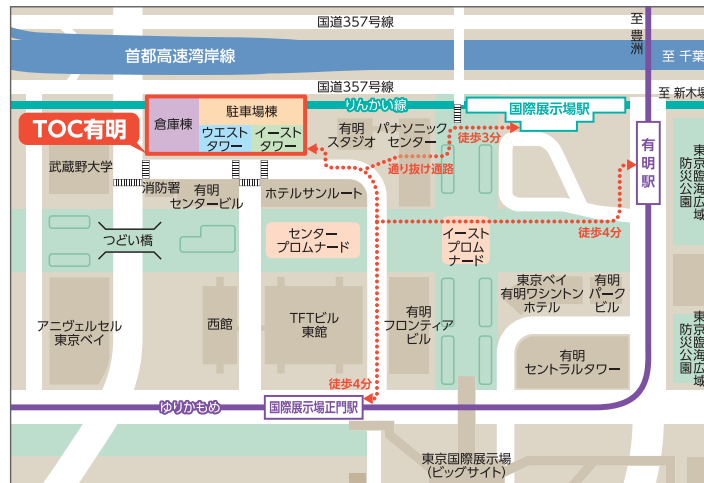 国道357号線
至
豊
洲
首都高速湾岸線
至 千葉
国道357号線
至 新木場
りんかい線
国際展示場駅
倉庫棟
駐車場棟
ウエスト
タワー
イースト
タワー
TOC有明
有明
スタジオ
パナソニック
センター
徒歩3分
通り抜け通路
有明駅
東京臨海広域
防災公園
武蔵野大学
消防署
有明
センタービル
ホテルサンルート
つどい橋
センター
プロムナード
イースト
プロム
ナード
徒歩4分
東京ベイ
有明ワシントン
ホテル
有明
パーク
ビル
アニヴェルセル
東京ベイ
西館
TFTビル
東館
有明
フロンティア
ビル
有明
セントラルタワー
東京臨海広域
防災公園
徒歩4分
ゆりかもめ
国際展示場正門駅
東京国際展示場
(ビッグサイト)